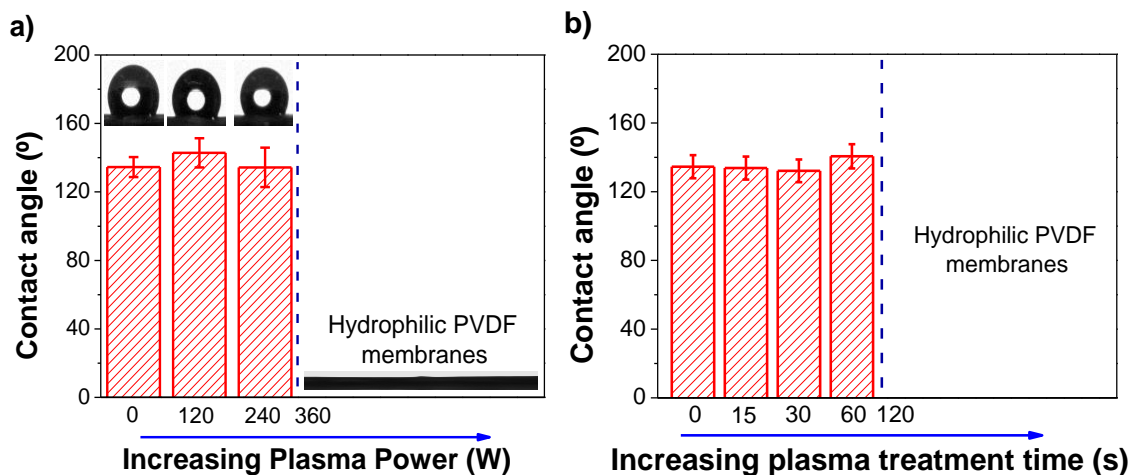 a)
200
160
120
80
40
0
Contact angle (º)
Hydrophilic PVDF
membranes
0 120 240 360
Increasing Plasma Power (W)
b)
200
160
120
80
40
0
Contact angle (º)
Hydrophilic PVDF
membranes
0 15 30 60 120
Increasing plasma treatment time (s)